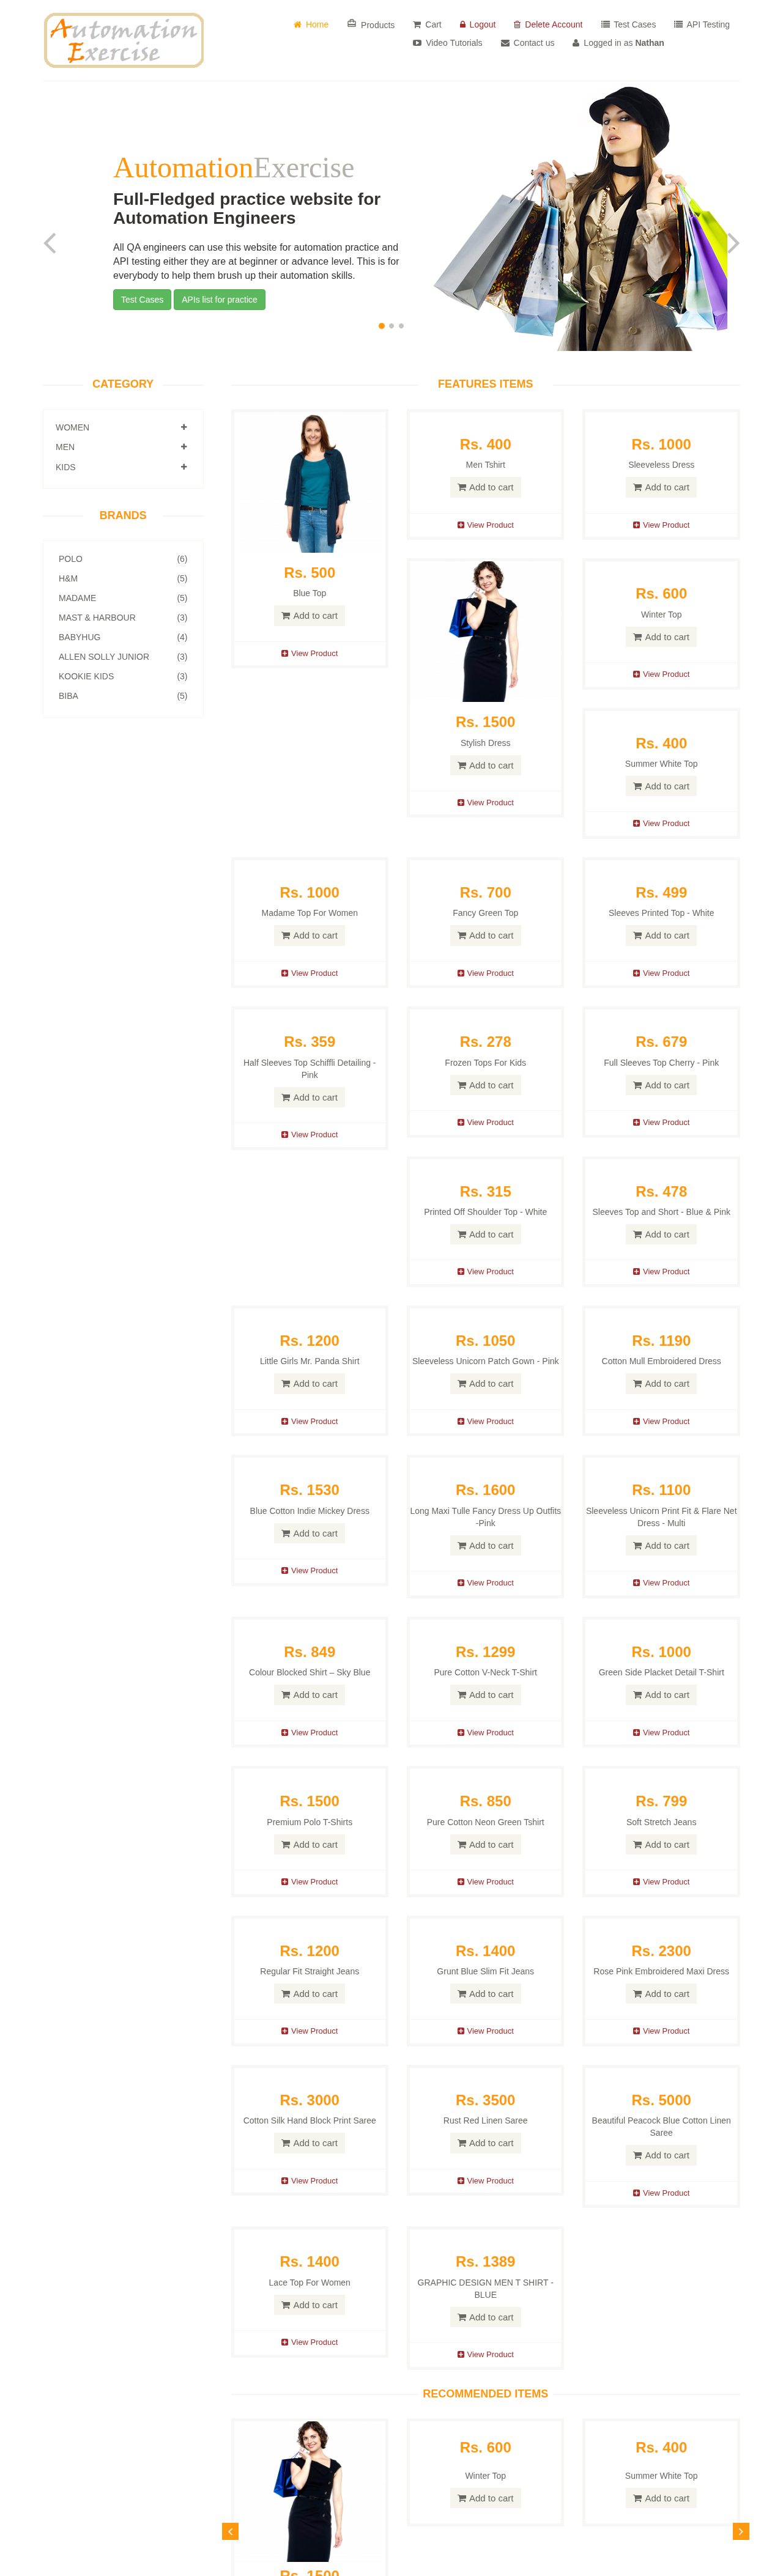 Automation
Exercise
Home
Products
Cart
Logout
Delete Account
Test Cases
API Testing
Video Tutorials
Contact us
Logged in as Nathan
AutomationExercise
Full-Fledged practice website for
Automation Engineers
All QA engineers can use this website for automation practice and
API testing either they are at beginner or advance level. This is for
everybody to help them brush up their automation skills.
Test Cases
APIs list for practice
CATEGORY
WOMEN
MEN
KIDS
BRANDS
POLO (6)
H&M (5)
MADAME (5)
MAST & HARBOUR (3)
BABYHUG (4)
ALLEN SOLLY JUNIOR (3)
KOOKIE KIDS (3)
BIBA (5)
FEATURES ITEMS
Rs. 500
Blue Top
Add to cart
View Product
Rs. 400
Men Tshirt
Add to cart
View Product
Rs. 1000
Sleeveless Dress
Add to cart
View Product
Rs. 1500
Stylish Dress
Add to cart
View Product
Rs. 600
Winter Top
Add to cart
View Product
Rs. 400
Summer White Top
Add to cart
View Product
Rs. 1000
Madame Top For Women
Add to cart
View Product
Rs. 700
Fancy Green Top
Add to cart
View Product
Rs. 499
Sleeves Printed Top - White
Add to cart
View Product
Rs. 359
Half Sleeves Top Schiffli Detailing -
Pink
Add to cart
View Product
Rs. 278
Frozen Tops For Kids
Add to cart
View Product
Rs. 679
Full Sleeves Top Cherry - Pink
Add to cart
View Product
Rs. 315
Printed Off Shoulder Top - White
Add to cart
View Product
Rs. 478
Sleeves Top and Short - Blue & Pink
Add to cart
View Product
Rs. 1200
Little Girls Mr. Panda Shirt
Add to cart
View Product
Rs. 1050
Sleeveless Unicorn Patch Gown - Pink
Add to cart
View Product
Rs. 1190
Cotton Mull Embroidered Dress
Add to cart
View Product
Rs. 1530
Blue Cotton Indie Mickey Dress
Add to cart
View Product
Rs. 1600
Long Maxi Tulle Fancy Dress Up Outfits
-Pink
Add to cart
View Product
Rs. 1100
Sleeveless Unicorn Print Fit & Flare Net
Dress - Multi
Add to cart
View Product
Rs. 849
Colour Blocked Shirt – Sky Blue
Add to cart
View Product
Rs. 1299
Pure Cotton V-Neck T-Shirt
Add to cart
View Product
Rs. 1000
Green Side Placket Detail T-Shirt
Add to cart
View Product
Rs. 1500
Premium Polo T-Shirts
Add to cart
View Product
Rs. 850
Pure Cotton Neon Green Tshirt
Add to cart
View Product
Rs. 799
Soft Stretch Jeans
Add to cart
View Product
Rs. 1200
Regular Fit Straight Jeans
Add to cart
View Product
Rs. 1400
Grunt Blue Slim Fit Jeans
Add to cart
View Product
Rs. 2300
Rose Pink Embroidered Maxi Dress
Add to cart
View Product
Rs. 3000
Cotton Silk Hand Block Print Saree
Add to cart
View Product
Rs. 3500
Rust Red Linen Saree
Add to cart
View Product
Rs. 5000
Beautiful Peacock Blue Cotton Linen
Saree
Add to cart
View Product
Rs. 1400
Lace Top For Women
Add to cart
View Product
Rs. 1389
GRAPHIC DESIGN MEN T SHIRT -
BLUE
Add to cart
View Product
RECOMMENDED ITEMS
Rs. 1500
Rs. 600
Winter Top
Add to cart
Rs. 400
Summer White Top
Add to cart